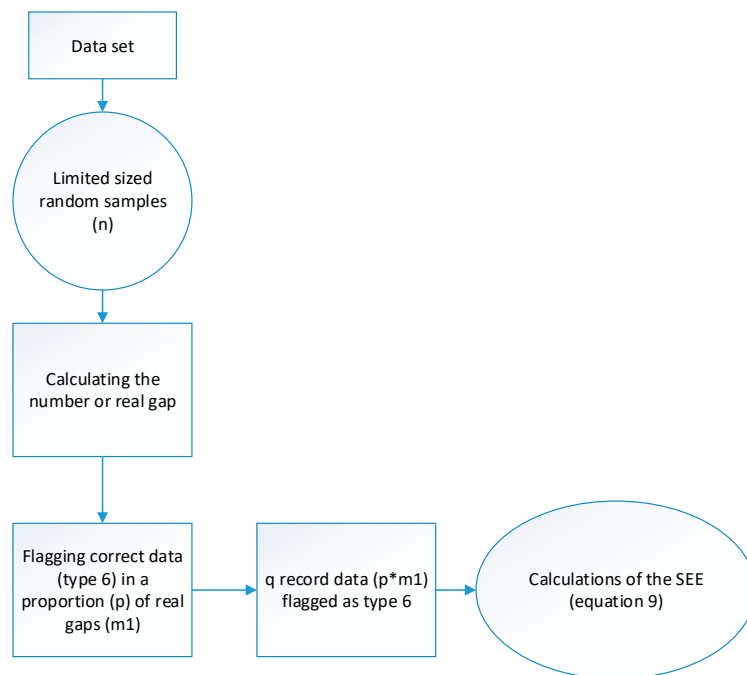 Data set
Limited sized
random samples
(n)
Calculating the
number or real gap
Flagging correct data
(type 6) in a
proportion (p) of real
gaps (m1)
q record data (p*m1)
flagged as type 6
Calculations of the SEE
(equation 9)